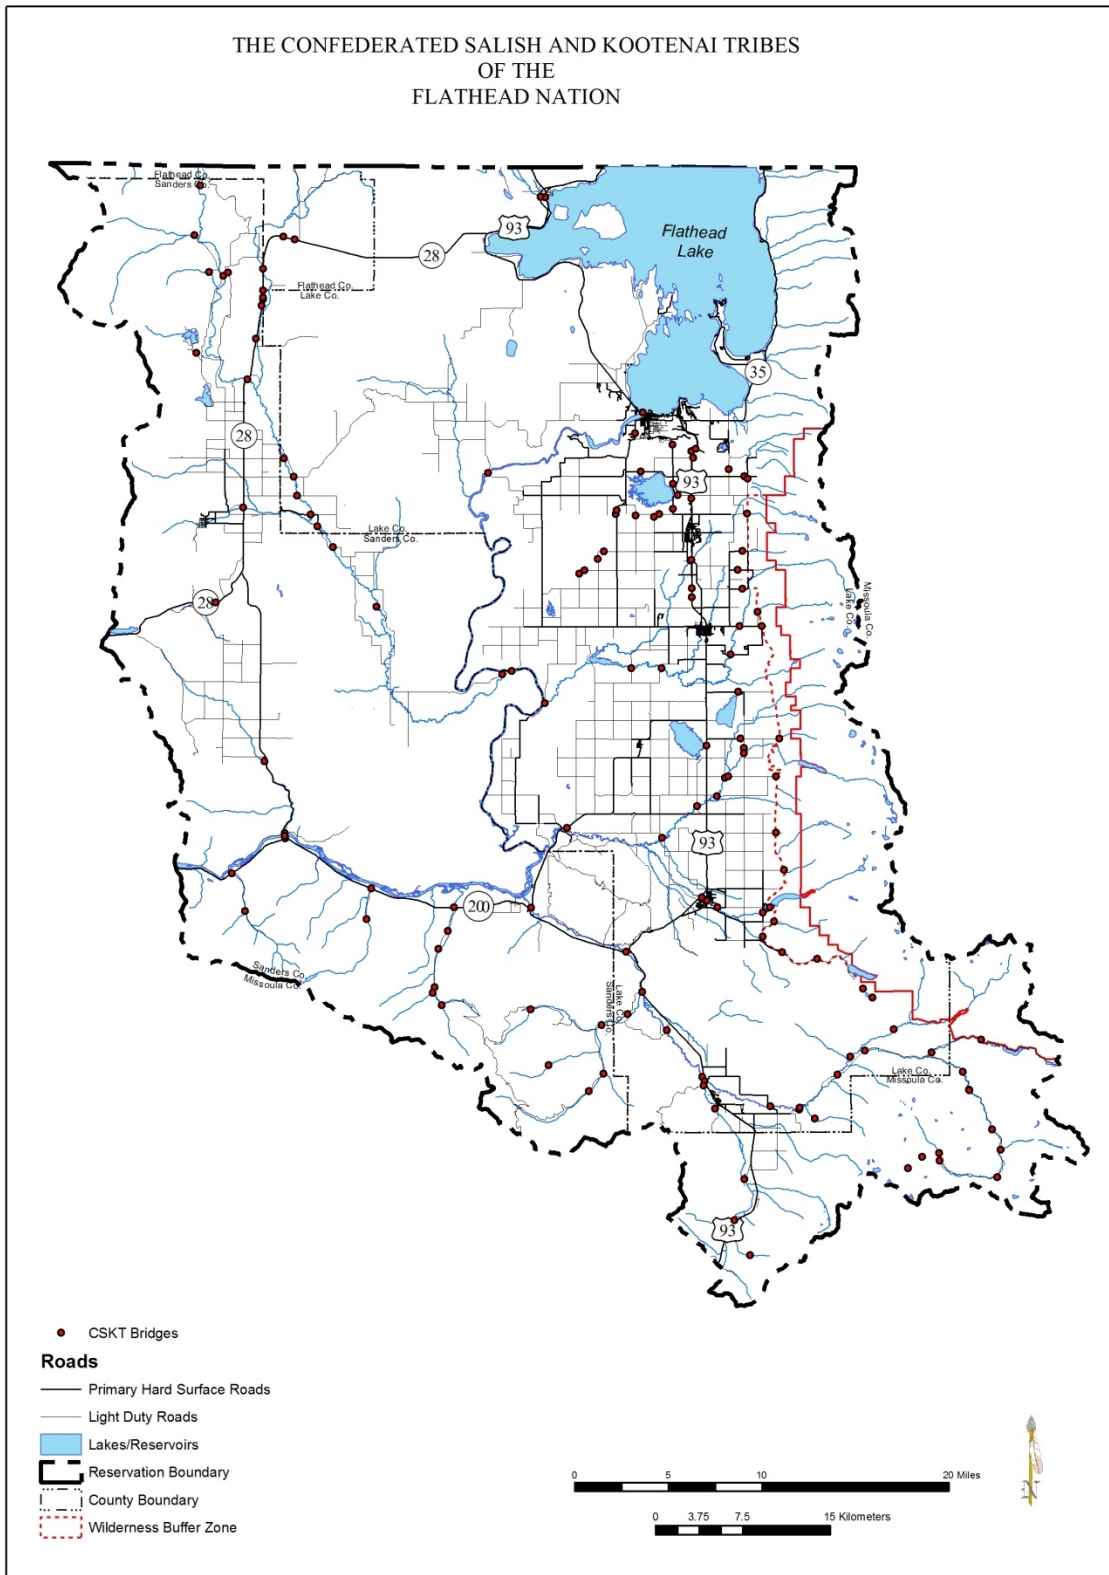 THE CONFEDERATED SALISH AND KOOTENAI TRIBES
OF THE
FLATHEAD NATION
Flathead Co.
Sanders Co.
93
Flathead
Lake
28
Flathead Co.
Lake Co.
35
28
93
Lake Co.
Sanders Co.
28
Missoula Co.
Lake Co.
93
200
Sanders Co.
Missoula Co.
Lake Co.
Sanders Co.
Lake Co.
Missoula Co.
93
CSKT Bridges
Roads
Primary Hard Surface Roads
Light Duty Roads
Lakes/Reservoirs
Reservation Boundary
County Boundary
Wilderness Buffer Zone
0 5 10 20 Miles
0 3.75 7.5 15 Kilometers
N